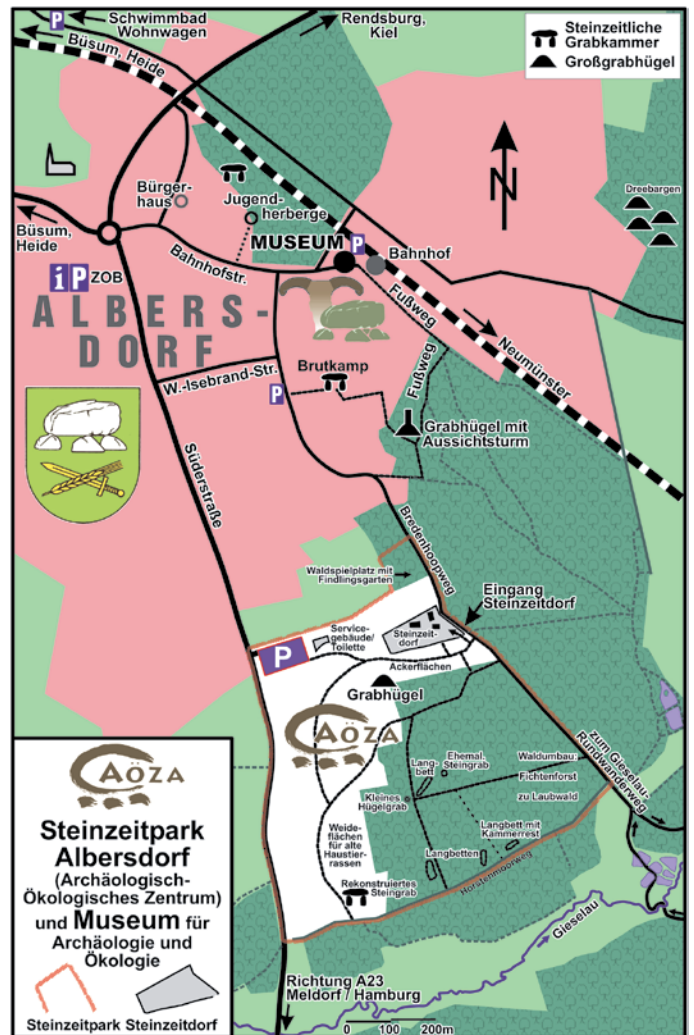 P
Schwimmbad
Wohnwagen
Büsum, Heide
Rendsburg,
Kiel
Steinzeitliche
Grabkammer
Großgrabhügel
N
Dreebargen
Bürger-
haus
Jugend-
herberge
Büsum,
Heide
MUSEUM
P
Bahnhof
Bahnhofstr.
i P ZOB
Fußweg
Neumünster
ALBERS-
DORF
Brutkamp
Fußweg
W.-Isebrand-Str.
P
Grabhügel mit
Aussichtsturm
Süderstraße
Bredenhoopweg
Waldspielplatz mit
Findlingsgarten
Eingang
Steinzeitdorf
Service-
gebäude/
Toilette
Steinzeit-
dorf
P
Ackerflächen
Grabhügel
AÖZA
zum Gieselau-
Rundwanderweg
Lang-
bett
Ehemal.
Steingrab
Waldumbau:
Fichtenforst
zu Laubwald
Kleines
Hügelgrab
Weide-
flächen
für alte
Haustier-
rassen
Langbett mit
Kammerrest
Langbetten
Horstenmoorweg
Rekonstruiertes
Steingrab
Gieselau
AÖZA
Steinzeitpark
Albersdorf
(Archäologisch-
Ökologisches Zentrum)
und Museum für
Archäologie und
Ökologie
Steinzeitpark Steinzeitdorf
Richtung A23
Meldorf / Hamburg
0 100 200m